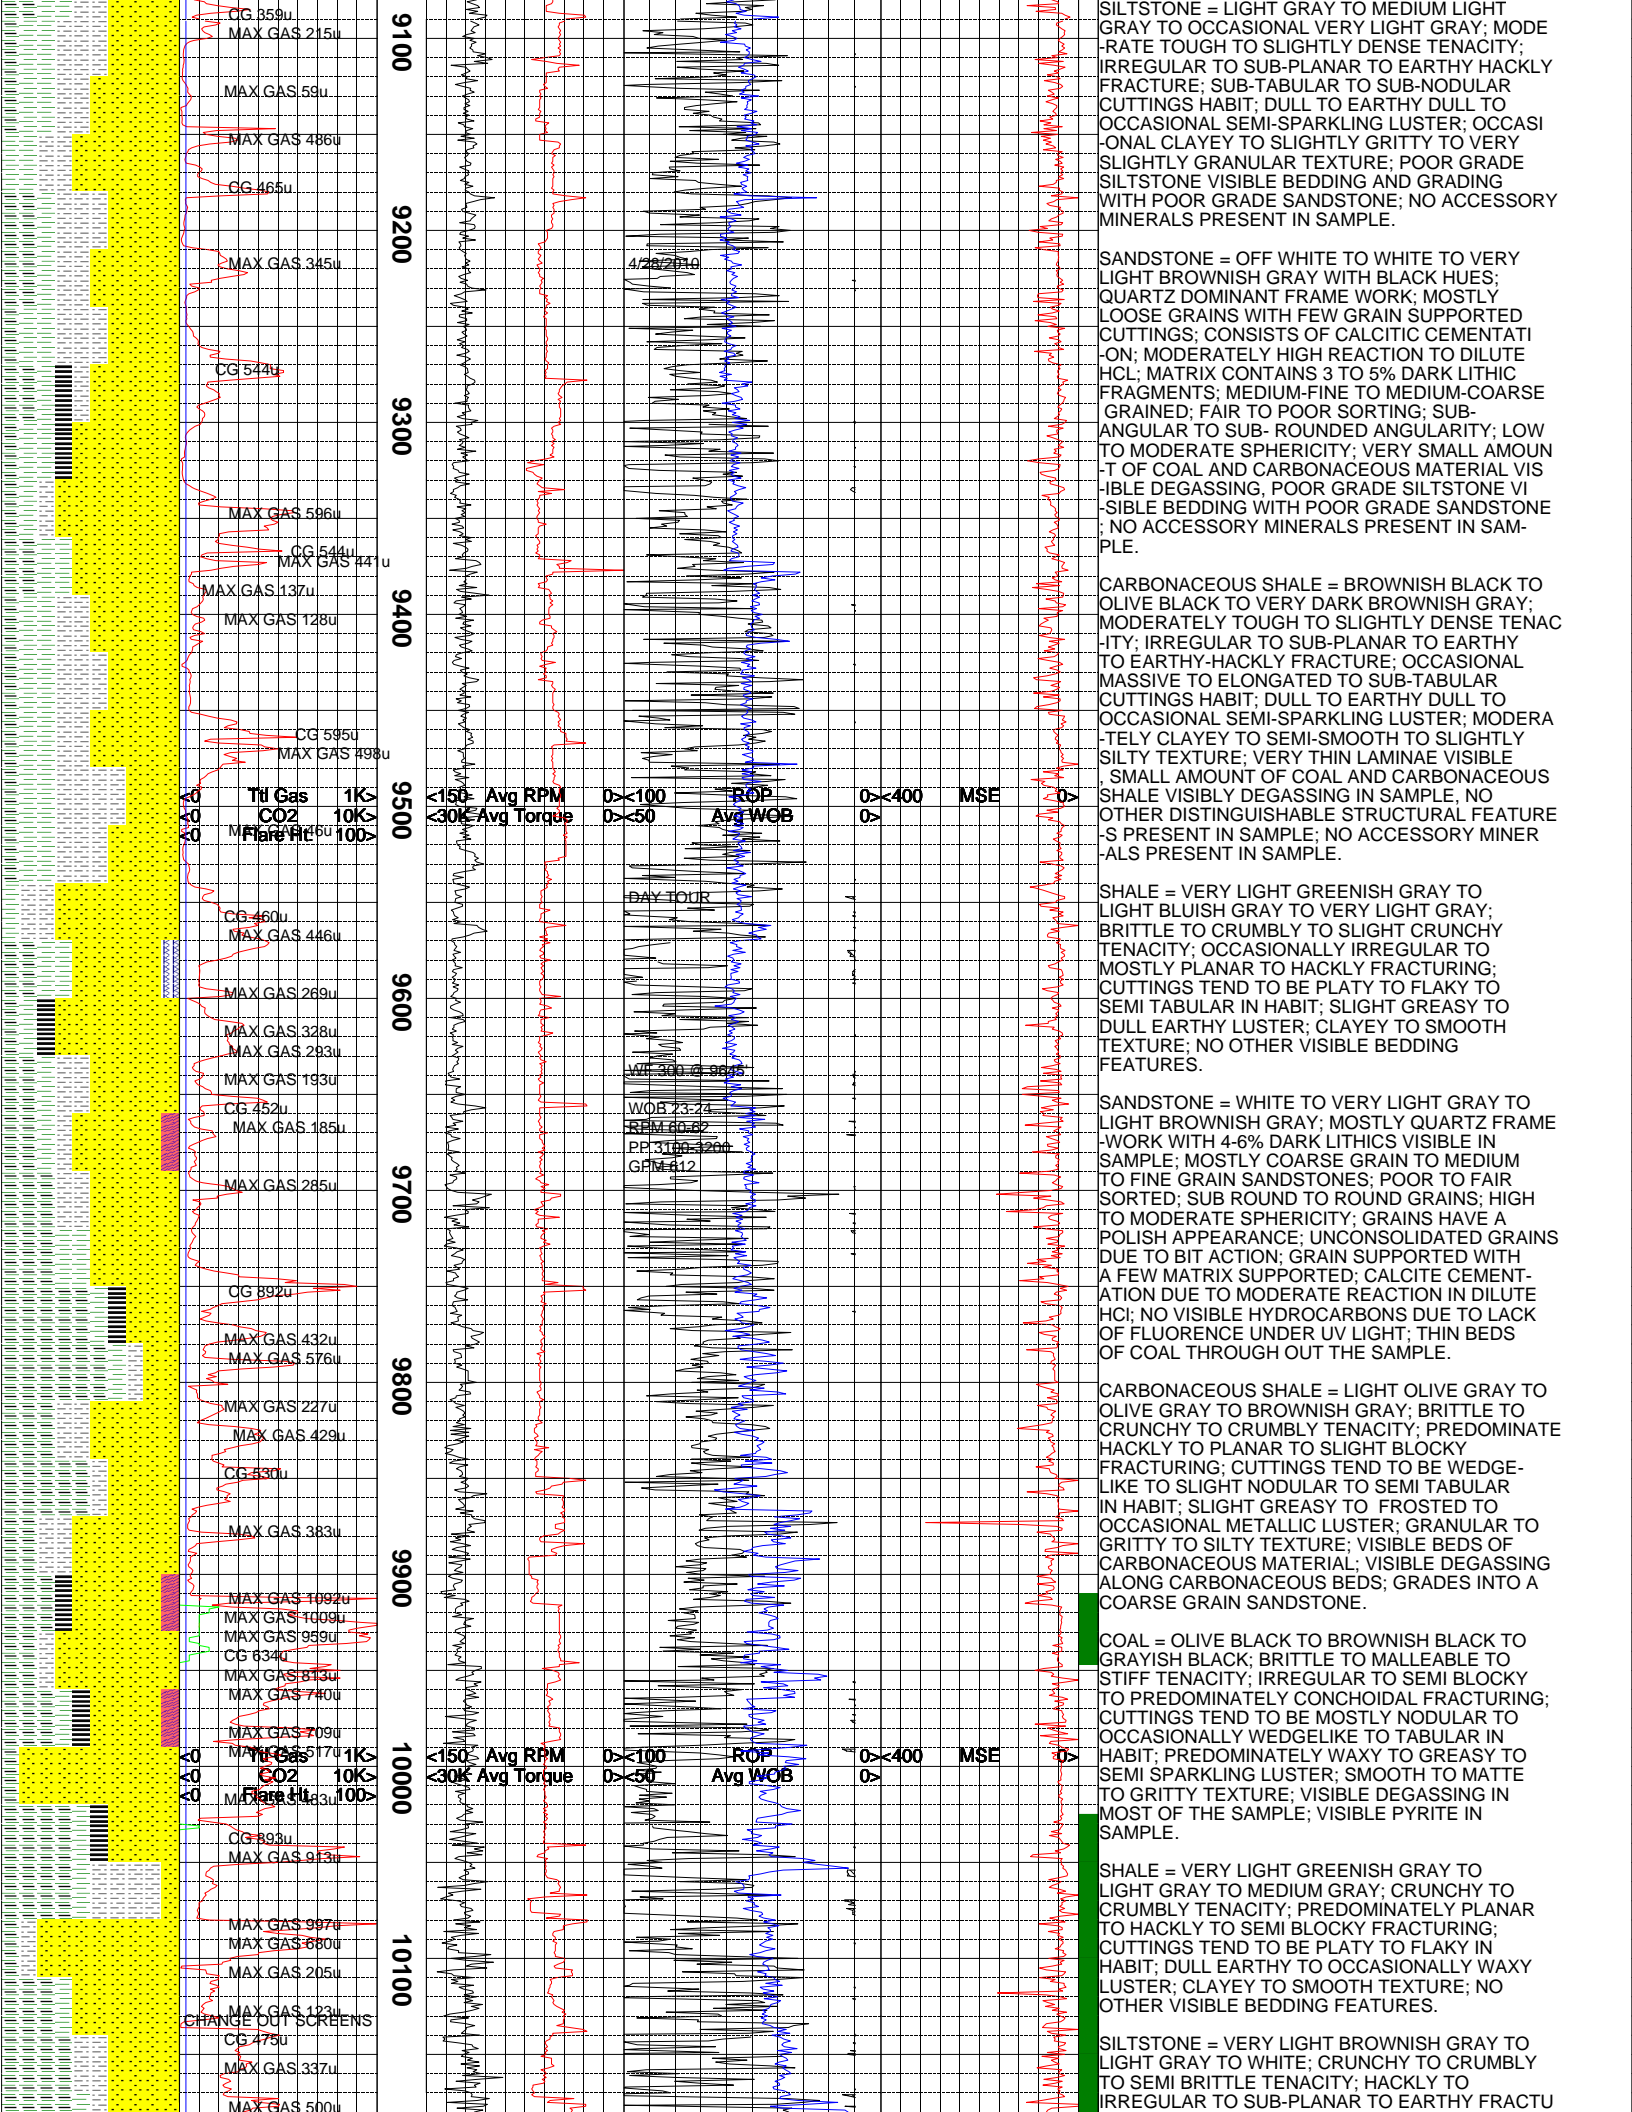 CG 359u
MAX GAS 215u
MAX GAS 59u
MAX GAS 486u
CG 465u
MAX GAS 345u
CG 544u
MAX GAS 596u
CG 544u
MAX GAS 441u
MAX GAS 137u
MAX GAS 128u
CG 595u
MAX GAS 498u
<0 Ttl Gas 1K>
<0 CO2 10K>
MAX GAS 46u
<0 Flare Ht. 100>
CG 460u
MAX GAS 446u
MAX GAS 269u
MAX GAS 328u
MAX GAS 293u
MAX GAS 193u
CG 452u
MAX GAS 185u
MAX GAS 285u
CG 892u
MAX GAS 432u
MAX GAS 576u
MAX GAS 227u
MAX GAS 429u
CG 530u
MAX GAS 383u
MAX GAS 1092u
MAX GAS 1009u
MAX GAS 959u
CG 634u
MAX GAS 813u
MAX GAS 740u
MAX GAS 709u
MAX GAS 517u
<0 Ttl Gas 1K>
<0 CO2 10K>
<0 Flare Ht. 100>
MAX GAS 483u
CG 893u
MAX GAS 913u
MAX GAS 997u
MAX GAS 680u
MAX GAS 205u
MAX GAS 123u
CHANGE OUT SCREENS
CG 475u
MAX GAS 337u
MAX GAS 500u
9100
9200
9300
9400
9500
9600
9700
9800
9900
10000
10100
<150 Avg RPM 0>
<30K Avg Torque 0>
<150 Avg RPM 0>
<30K Avg Torque 0>
4/28/2010
<100 ROP 0>
<50 Avg WOB 0>
DAY TOUR
WF 300 @ 9645'
WOB 23-24
RPM 60-62
PP 3100-3200
GPM 612
<100 ROP 0>
<50 Avg WOB 0>
<400 MSE 0>
<400 MSE 0>
SILTSTONE = LIGHT GRAY TO MEDIUM LIGHT
GRAY TO OCCASIONAL VERY LIGHT GRAY; MODE
-RATE TOUGH TO SLIGHTLY DENSE TENACITY;
IRREGULAR TO SUB-PLANAR TO EARTHY HACKLY
FRACTURE; SUB-TABULAR TO SUB-NODULAR
CUTTINGS HABIT; DULL TO EARTHY DULL TO
OCCASIONAL SEMI-SPARKLING LUSTER; OCCASI
-ONAL CLAYEY TO SLIGHTLY GRITTY TO VERY
SLIGHTLY GRANULAR TEXTURE; POOR GRADE
SILTSTONE VISIBLE BEDDING AND GRADING
WITH POOR GRADE SANDSTONE; NO ACCESSORY
MINERALS PRESENT IN SAMPLE.
SANDSTONE = OFF WHITE TO WHITE TO VERY
LIGHT BROWNISH GRAY WITH BLACK HUES;
QUARTZ DOMINANT FRAME WORK; MOSTLY
LOOSE GRAINS WITH FEW GRAIN SUPPORTED
CUTTINGS; CONSISTS OF CALCITIC CEMENTATI
-ON; MODERATELY HIGH REACTION TO DILUTE
HCL; MATRIX CONTAINS 3 TO 5% DARK LITHIC
FRAGMENTS; MEDIUM-FINE TO MEDIUM-COARSE
GRAINED; FAIR TO POOR SORTING; SUB-
ANGULAR TO SUB- ROUNDED ANGULARITY; LOW
TO MODERATE SPHERICITY; VERY SMALL AMOUN
-T OF COAL AND CARBONACEOUS MATERIAL VIS
-IBLE DEGASSING, POOR GRADE SILTSTONE VI
-SIBLE BEDDING WITH POOR GRADE SANDSTONE
; NO ACCESSORY MINERALS PRESENT IN SAM-
PLE.
CARBONACEOUS SHALE = BROWNISH BLACK TO
OLIVE BLACK TO VERY DARK BROWNISH GRAY;
MODERATELY TOUGH TO SLIGHTLY DENSE TENAC
-ITY; IRREGULAR TO SUB-PLANAR TO EARTHY
TO EARTHY-HACKLY FRACTURE; OCCASIONAL
MASSIVE TO ELONGATED TO SUB-TABULAR
CUTTINGS HABIT; DULL TO EARTHY DULL TO
OCCASIONAL SEMI-SPARKLING LUSTER; MODERA
-TELY CLAYEY TO SEMI-SMOOTH TO SLIGHTLY
SILTY TEXTURE; VERY THIN LAMINAE VISIBLE
, SMALL AMOUNT OF COAL AND CARBONACEOUS
SHALE VISIBLY DEGASSING IN SAMPLE, NO
OTHER DISTINGUISHABLE STRUCTURAL FEATURE
-S PRESENT IN SAMPLE; NO ACCESSORY MINER
-ALS PRESENT IN SAMPLE.
SHALE = VERY LIGHT GREENISH GRAY TO
LIGHT BLUISH GRAY TO VERY LIGHT GRAY;
BRITTLE TO CRUMBLY TO SLIGHT CRUNCHY
TENACITY; OCCASIONALLY IRREGULAR TO
MOSTLY PLANAR TO HACKLY FRACTURING;
CUTTINGS TEND TO BE PLATY TO FLAKY TO
SEMI TABULAR IN HABIT; SLIGHT GREASY TO
DULL EARTHY LUSTER; CLAYEY TO SMOOTH
TEXTURE; NO OTHER VISIBLE BEDDING
FEATURES.
SANDSTONE = WHITE TO VERY LIGHT GRAY TO
LIGHT BROWNISH GRAY; MOSTLY QUARTZ FRAME
-WORK WITH 4-6% DARK LITHICS VISIBLE IN
SAMPLE; MOSTLY COARSE GRAIN TO MEDIUM
TO FINE GRAIN SANDSTONES; POOR TO FAIR
SORTED; SUB ROUND TO ROUND GRAINS; HIGH
TO MODERATE SPHERICITY; GRAINS HAVE A
POLISH APPEARANCE; UNCONSOLIDATED GRAINS
DUE TO BIT ACTION; GRAIN SUPPORTED WITH
A FEW MATRIX SUPPORTED; CALCITE CEMENT-
ATION DUE TO MODERATE REACTION IN DILUTE
HCl; NO VISIBLE HYDROCARBONS DUE TO LACK
OF FLUORENCE UNDER UV LIGHT; THIN BEDS
OF COAL THROUGH OUT THE SAMPLE.
CARBONACEOUS SHALE = LIGHT OLIVE GRAY TO
OLIVE GRAY TO BROWNISH GRAY; BRITTLE TO
CRUNCHY TO CRUMBLY TENACITY; PREDOMINATE
HACKLY TO PLANAR TO SLIGHT BLOCKY
FRACTURING; CUTTINGS TEND TO BE WEDGE-
LIKE TO SLIGHT NODULAR TO SEMI TABULAR
IN HABIT; SLIGHT GREASY TO FROSTED TO
OCCASIONAL METALLIC LUSTER; GRANULAR TO
GRITTY TO SILTY TEXTURE; VISIBLE BEDS OF
CARBONACEOUS MATERIAL; VISIBLE DEGASSING
ALONG CARBONACEOUS BEDS; GRADES INTO A
COARSE GRAIN SANDSTONE.
COAL = OLIVE BLACK TO BROWNISH BLACK TO
GRAYISH BLACK; BRITTLE TO MALLEABLE TO
STIFF TENACITY; IRREGULAR TO SEMI BLOCKY
TO PREDOMINATELY CONCHOIDAL FRACTURING;
CUTTINGS TEND TO BE MOSTLY NODULAR TO
OCCASIONALLY WEDGELIKE TO TABULAR IN
HABIT; PREDOMINATELY WAXY TO GREASY TO
SEMI SPARKLING LUSTER; SMOOTH TO MATTE
TO GRITTY TEXTURE; VISIBLE DEGASSING IN
MOST OF THE SAMPLE; VISIBLE PYRITE IN
SAMPLE.
SHALE = VERY LIGHT GREENISH GRAY TO
LIGHT GRAY TO MEDIUM GRAY; CRUNCHY TO
CRUMBLY TENACITY; PREDOMINATELY PLANAR
TO HACKLY TO SEMI BLOCKY FRACTURING;
CUTTINGS TEND TO BE PLATY TO FLAKY IN
HABIT; DULL EARTHY TO OCCASIONALLY WAXY
LUSTER; CLAYEY TO SMOOTH TEXTURE; NO
OTHER VISIBLE BEDDING FEATURES.
SILTSTONE = VERY LIGHT BROWNISH GRAY TO
LIGHT GRAY TO WHITE; CRUNCHY TO CRUMBLY
TO SEMI BRITTLE TENACITY; HACKLY TO
IRREGULAR TO SUB-PLANAR TO EARTHY FRACTU